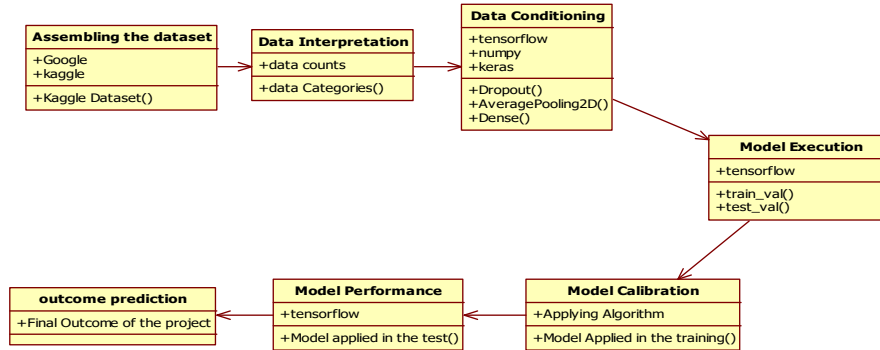 Assembling the dataset
+Google
+kaggle
+Kaggle Dataset()
Data Interpretation
+data counts
+data Categories()
Data Conditioning
+tensorflow
+numpy
+keras
+Dropout()
+AveragePooling2D()
+Dense()
Model Execution
+tensorflow
+train_val()
+test_val()
Model Calibration
+Applying Algorithm
+Model Applied in the training()
Model Performance
+tensorflow
+Model applied in the test()
outcome prediction
+Final Outcome of the project